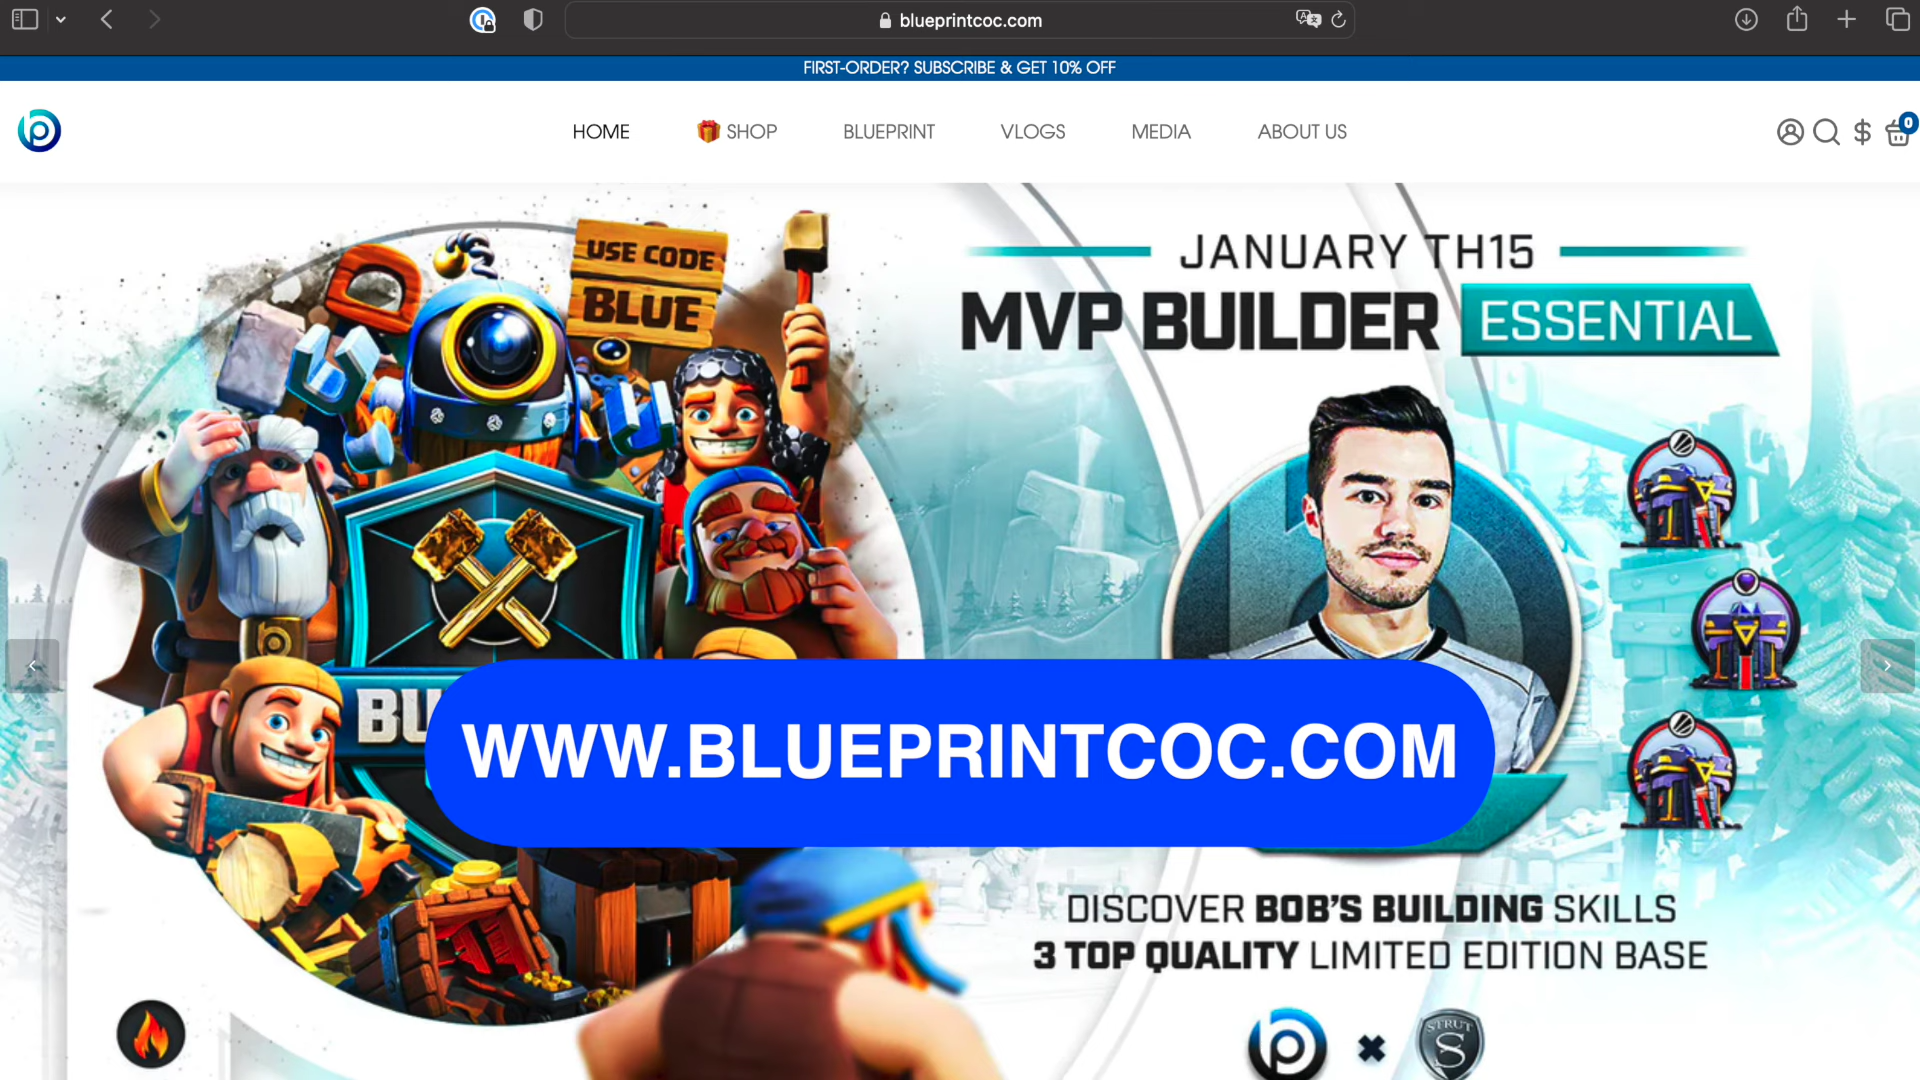 blueprintcoc.com
FIRST-ORDER? SUBSCRIBE & GET 10% OFF
HOME
SHOP
BLUEPRINT
VLOGS
MEDIA
ABOUT US
$
0
USE CODE
BLUE
JANUARY TH15
MVP BUILDER ESSENTIAL
BU
WWW.BLUEPRINTCOC.COM
DISCOVER BOB'S BUILDING SKILLS
3 TOP QUALITY LIMITED EDITION BASE
STRUT
S